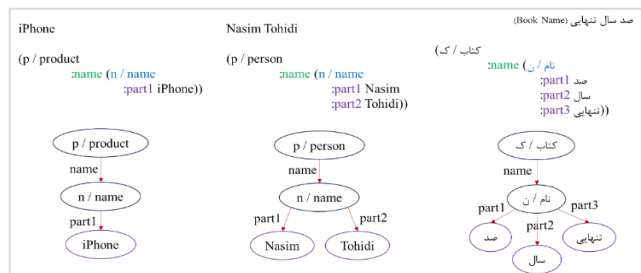 iPhone
(p / product
:name (n / name
:part1 iPhone))
p / product
name
n / name
part1
iPhone
Nasim Tohidi
(p / person
:name (n / name
:part1 Nasim
:part2 Tohidi))
p / person
name
n / name
part1
part2
Nasim
Tohidi
صد سال تنهایی (Book Name)
(کتاب / ک
:name (نام / ن
:part1 صد
:part2 سال
:part3 تنهایی))
کتاب / ک
name
نام / ن
part1
part2
part3
صد
سال
تنهایی